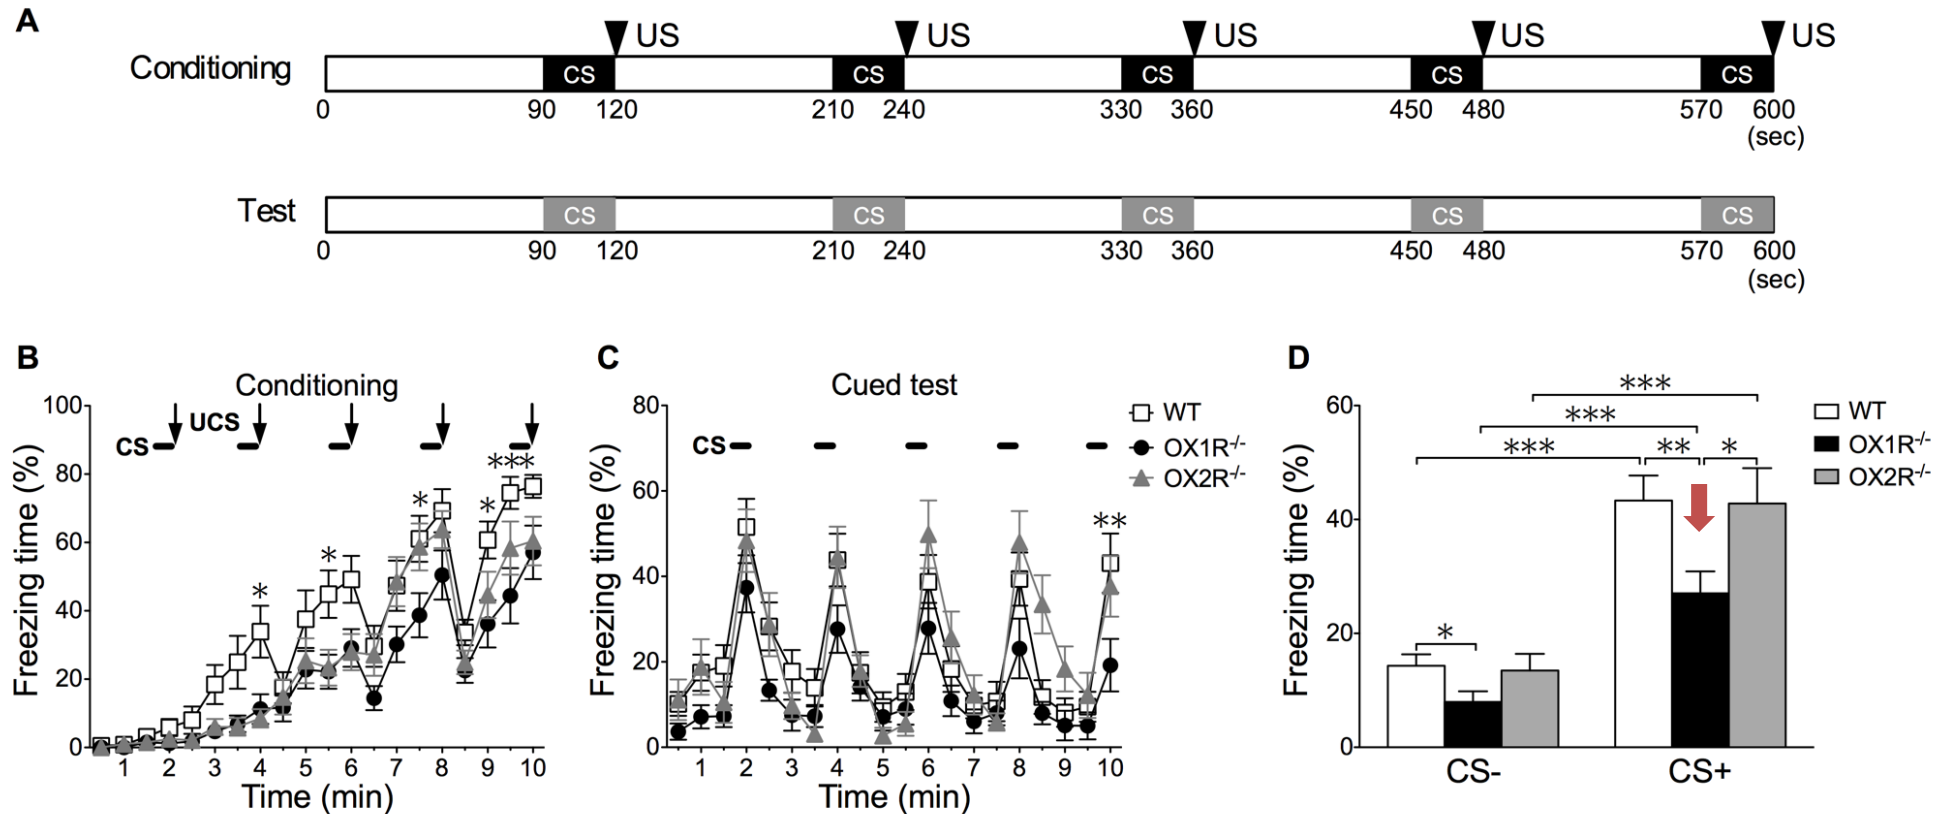 A
US US US US US
Conditioning CS CS CS CS CS
0 90 120 210 240 330 360 450 480 570 600
(sec)
Test CS CS CS CS CS
0 90 120 210 240 330 360 450 480 570 600
(sec)
B
Conditioning
Freezing time (%)
100
80
60
40
20
0
CS UCS
* * * * ***
1 2 3 4 5 6 7 8 9 10
Time (min)
C
Cued test
Freezing time (%)
80
60
40
20
0
CS
**
1 2 3 4 5 6 7 8 9 10
Time (min)
WT
OX1R-/-
OX2R-/-
D
Freezing time (%)
60
40
20
0
***
***
*** ** *
*
CS- CS+
WT
OX1R-/-
OX2R-/-